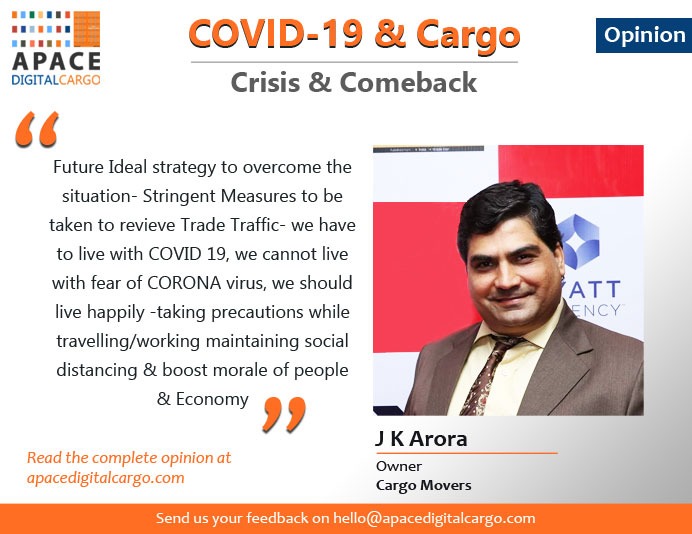 APACE
DIGITALCARGO
COVID-19 & Cargo
Crisis & Comeback
Opinion
“
Future Ideal strategy to overcome the
situation- Stringent Measures to be
taken to revieve Trade Traffic- we have
to live with COVID 19, we cannot live
with fear of CORONA virus, we should
live happily -taking precautions while
travelling/working maintaining social
distancing & boost morale of people
& Economy
”
ATT
ENCY
J K Arora
Owner
Cargo Movers
Read the complete opinion at
apacedigitalcargo.com
Send us your feedback on hello@apacedigitalcargo.com